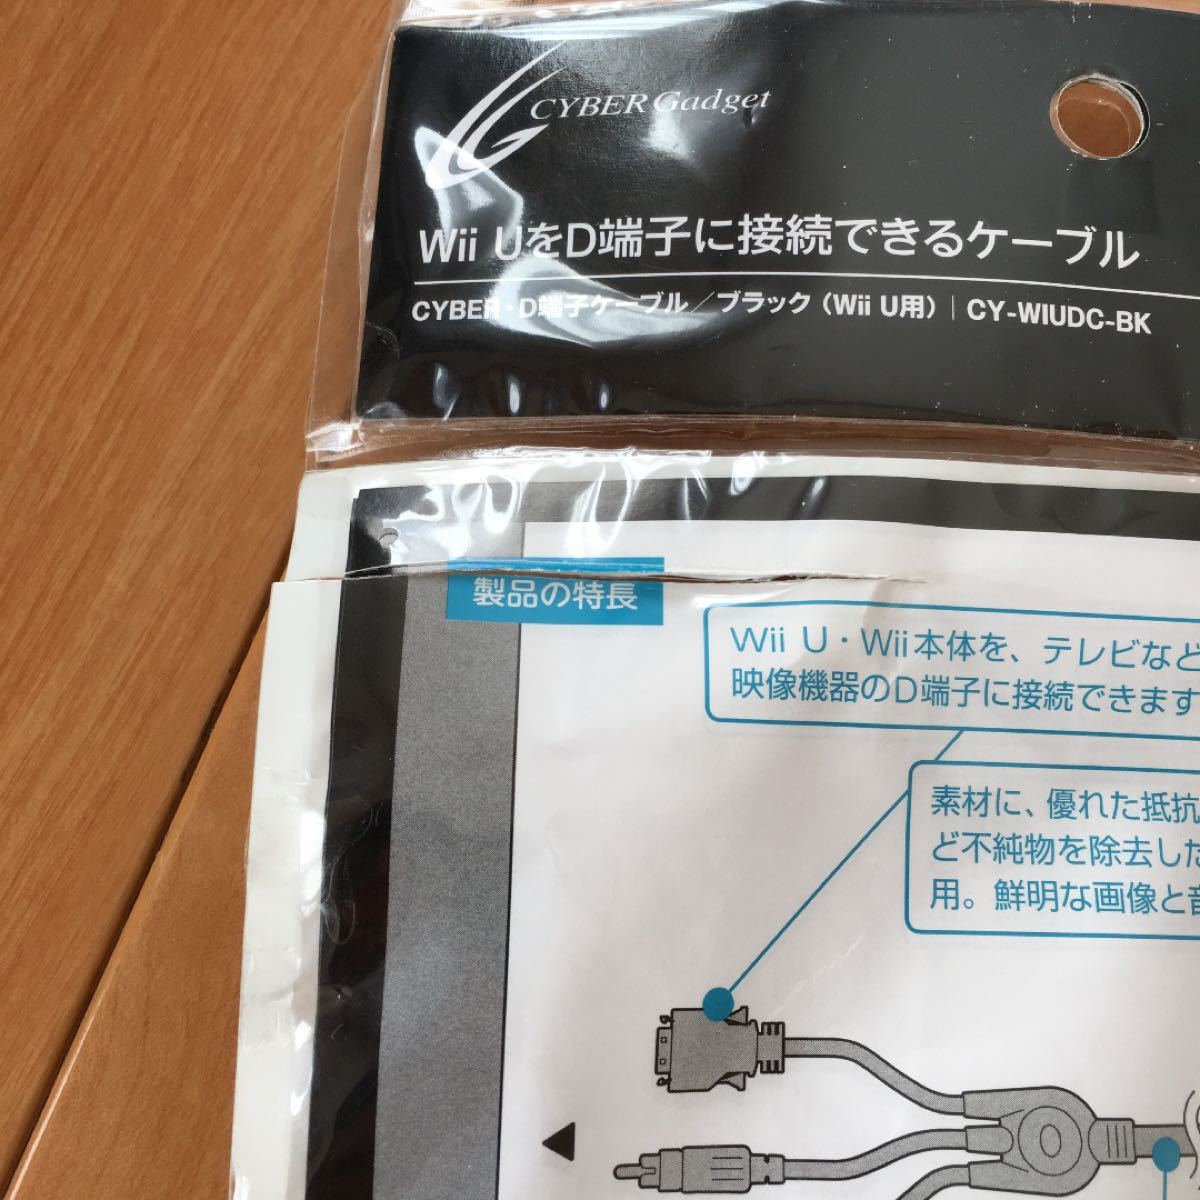 CYBER Gadget
Wii UをD端子に接続できるケーブル
CYBER・D端子ケーブル／ブラック（Wii U用）｜CY-WIUDC-BK
製品の特長
Wii U・Wii本体を、テレビなど
映像機器のD端子に接続できます
素材に、優れた抵抗
ど不純物を除去した
用。鮮明な画像と音